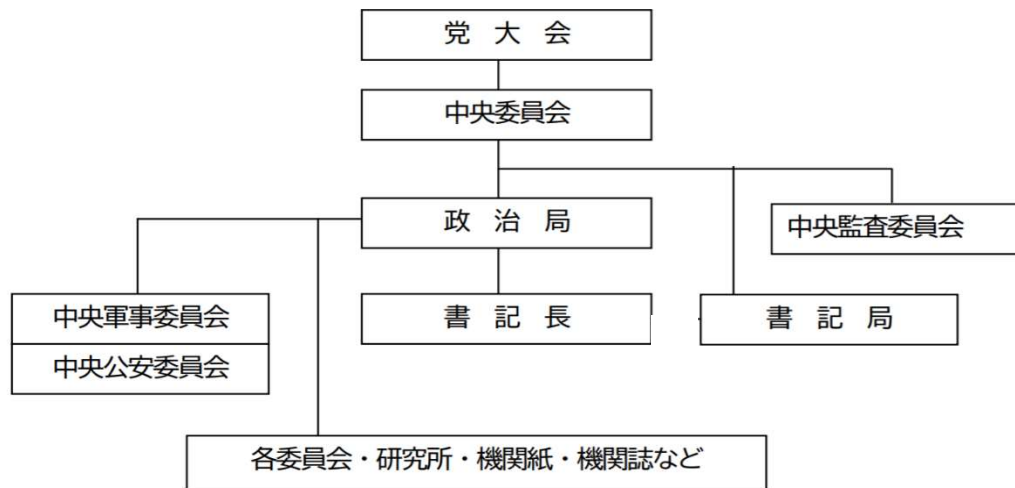 党 大 会
中央委員会
政 治 局
中央監査委員会
中央軍事委員会
書 記 長
書 記 局
中央公安委員会
各委員会・研究所・機関紙・機関誌など